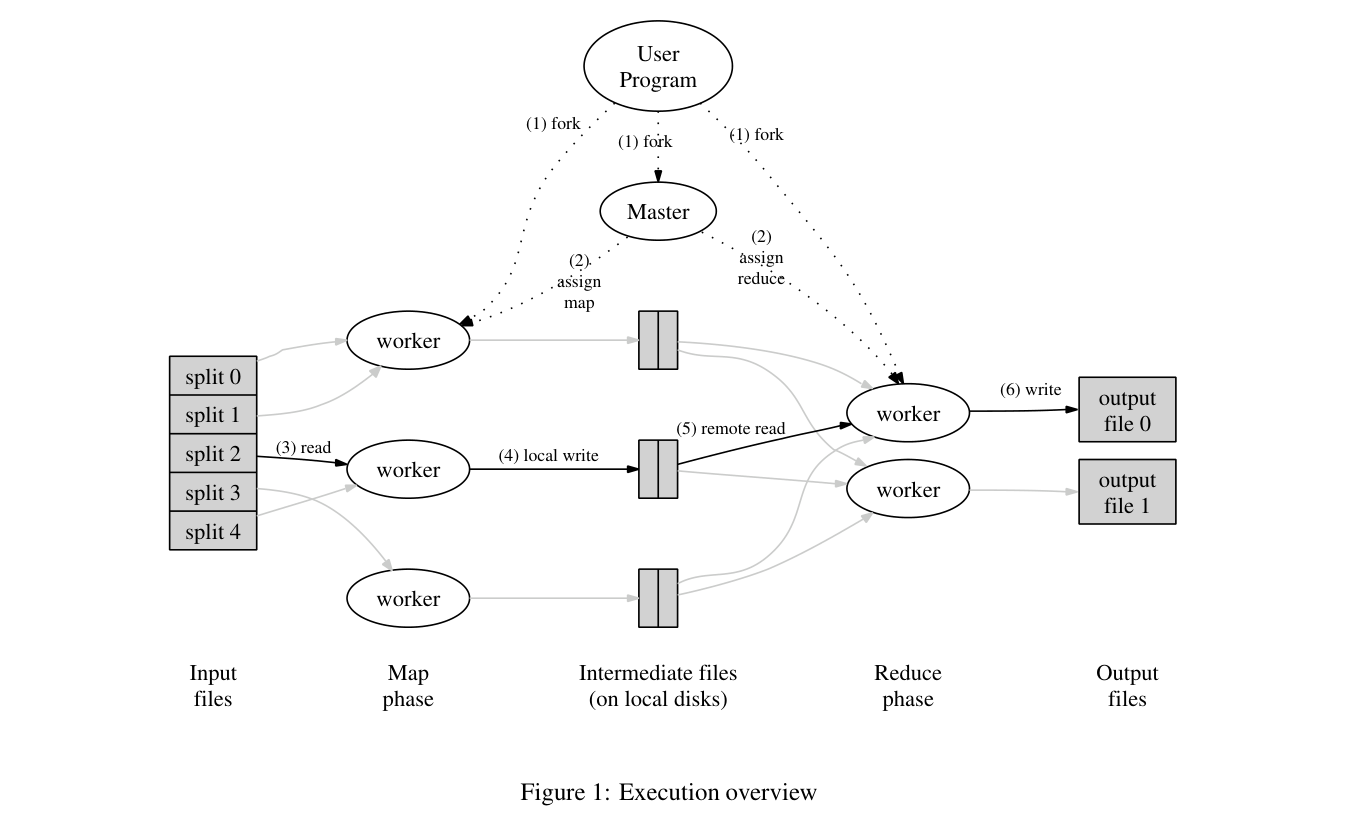 User
Program
(1) fork
(1) fork
(1) fork
Master
(2)
assign
map
(2)
assign
reduce
worker
split 0
split 1
split 2
split 3
split 4
(3) read
worker
(4) local write
worker
(5) remote read
worker
worker
(6) write
output
file 0
output
file 1
Input
files
Map
phase
Intermediate files
(on local disks)
Reduce
phase
Output
files
Figure 1: Execution overview